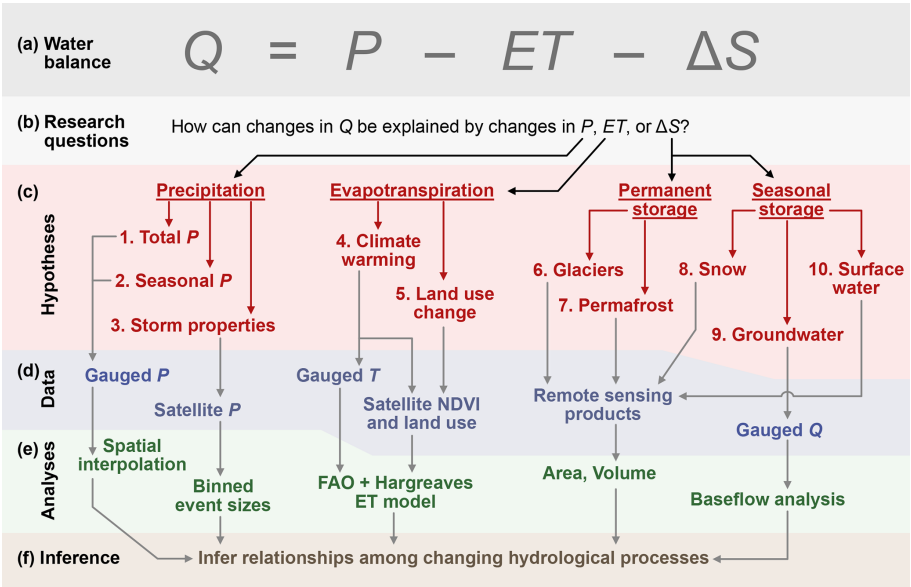 (a) Water
balance
Q = P − ET − ΔS
(b) Research
questions
How can changes in Q be explained by changes in P, ET, or ΔS?
(c)
Hypotheses
Precipitation
Evapotranspiration
Permanent
storage
Seasonal
storage
1. Total P
2. Seasonal P
3. Storm properties
4. Climate
warming
5. Land use
change
6. Glaciers
7. Permafrost
8. Snow
9. Groundwater
10. Surface
water
(d)
Data
Gauged P
Satellite P
Gauged T
Satellite NDVI
and land use
Remote sensing
products
Gauged Q
(e)
Analyses
Spatial
interpolation
Binned
event sizes
FAO + Hargreaves
ET model
Area, Volume
Baseflow analysis
(f) Inference
Infer relationships among changing hydrological processes